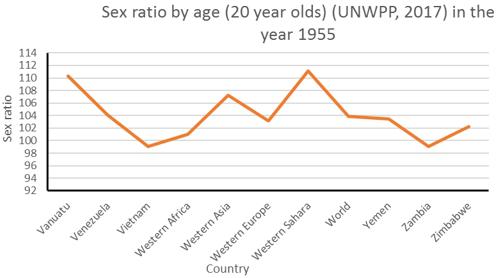 Sex ratio by age (20 year olds) (UNWPP, 2017) in the
year 1955
114
112
110
108
106
104
102
100
98
96
94
92
Sex ratio
Vanuatu
Venezuela
Vietnam
Western Africa
Western Asia
Western Europe
Western Sahara
World
Yemen
Zambia
Zimbabwe
Country